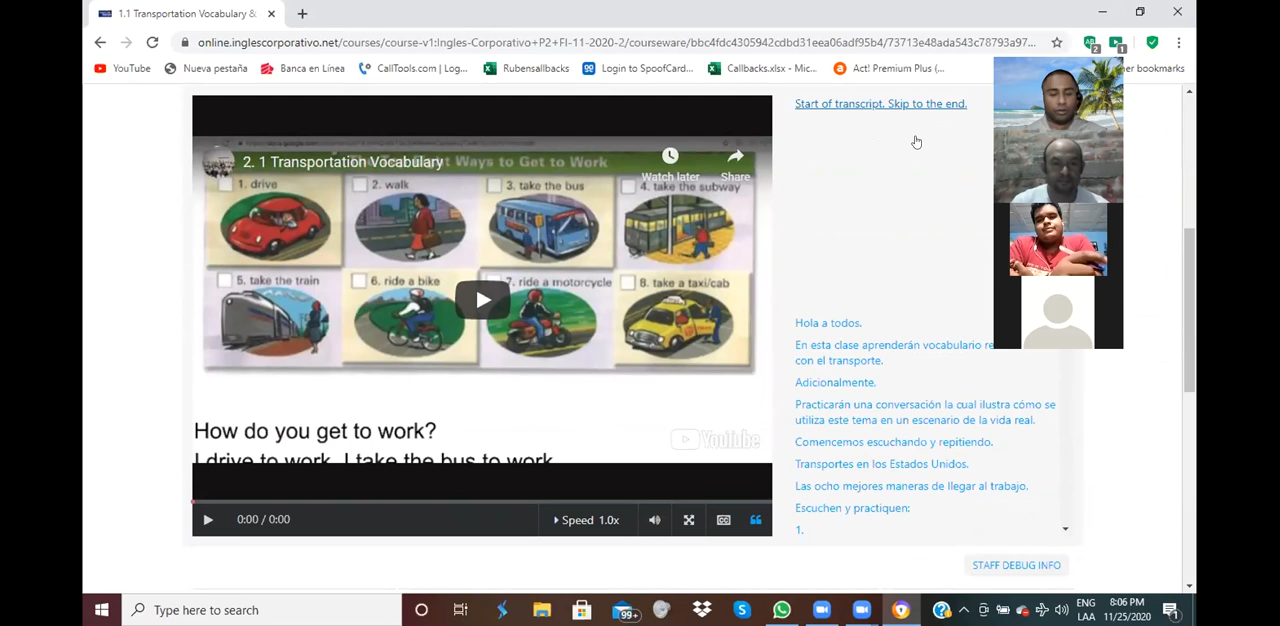 1.1 Transportation Vocabulary &
online.inglescorporativo.net/courses/course-v1:Ingles-Corporativo+P2+FI-11-2020-2/courseware/bbc4fdc4305942cdbd31eea06adf95b4/73713e48ada543c78793a97...
2
1
YouTube
Nueva pestaña
Banca en Línea
CallTools.com | Log...
Rubensallbacks
Login to SpoofCard...
Callbacks.xlsx - Mic...
Act! Premium Plus (...
her bookmarks
2. 1 Transportation Vocabulary
t Ways to Get to Work
Watch later
Share
1. drive
2. walk
3. take the bus
4. take the subway
5. take the train
6. ride a bike
7. ride a motorcycle
8. take a taxi/cab
TAXI
How do you get to work?
I drive to work. I take the bus to work.
YouTube
0:00 / 0:00
Speed 1.0x
Start of transcript. Skip to the end.
Hola a todos.
En esta clase aprenderán vocabulario re
con el transporte.
Adicionalmente.
Practicarán una conversación la cual ilustra cómo se
utiliza este tema en un escenario de la vida real.
Comencemos escuchando y repitiendo.
Transportes en los Estados Unidos.
Las ocho mejores maneras de llegar al trabajo.
Escuchen y practiquen:
1.
STAFF DEBUG INFO
Type here to search
99+
ENG
LAA
8:06 PM
11/25/2020
1